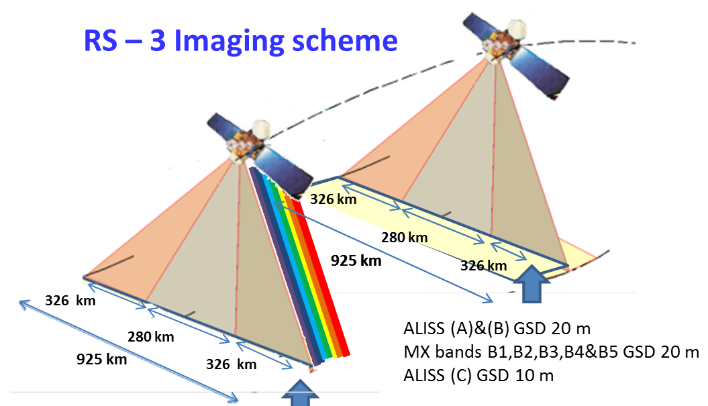 RS – 3 Imaging scheme
326 km
280 km
326 km
925 km
326 km
280 km
326 km
925 km
ALISS (A)&(B) GSD 20 m
MX bands B1,B2,B3,B4&B5 GSD 20 m
ALISS (C) GSD 10 m